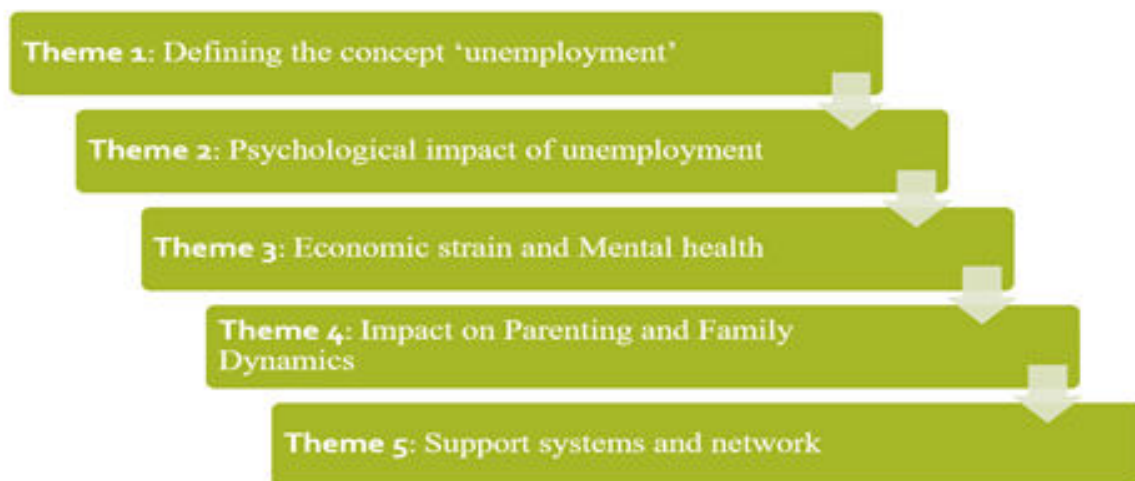 Theme 1: Defining the concept ‘unemployment’
Theme 2: Psychological impact of unemployment
Theme 3: Economic strain and Mental health
Theme 4: Impact on Parenting and Family
Dynamics
Theme 5: Support systems and network